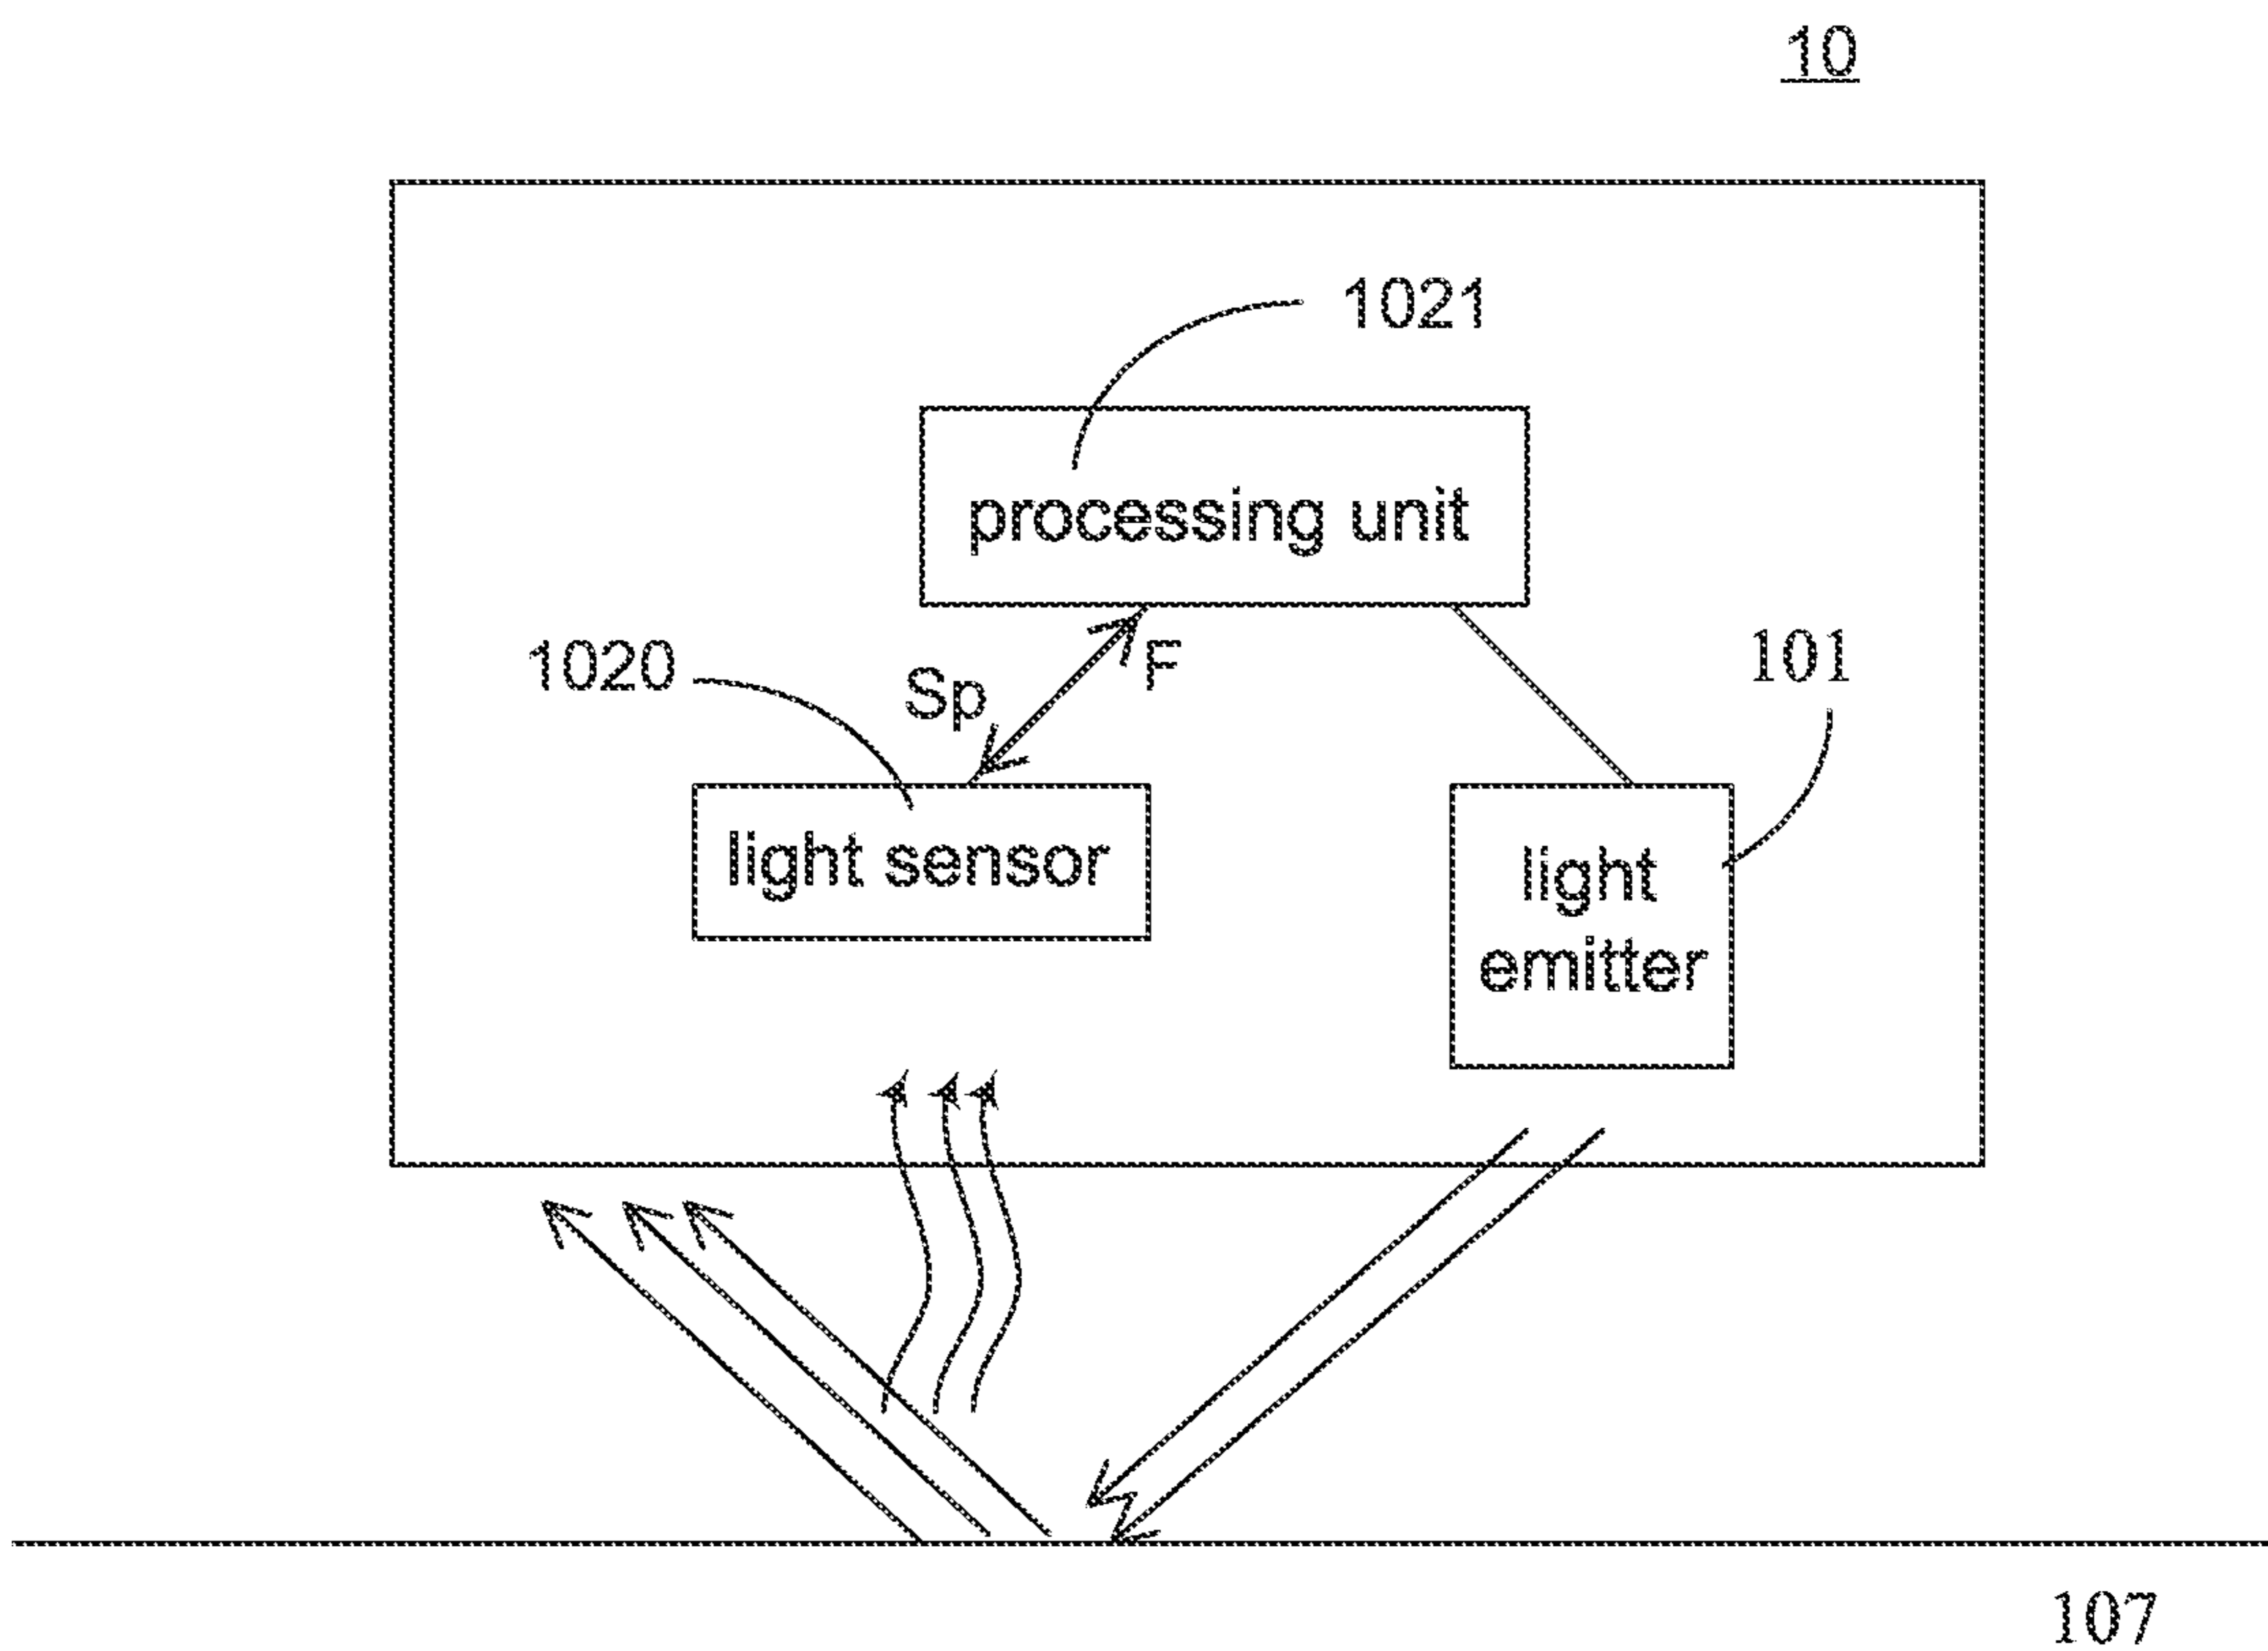 10
1021
processing unit
1020
Sp
F
101
light sensor
light
emitter
107